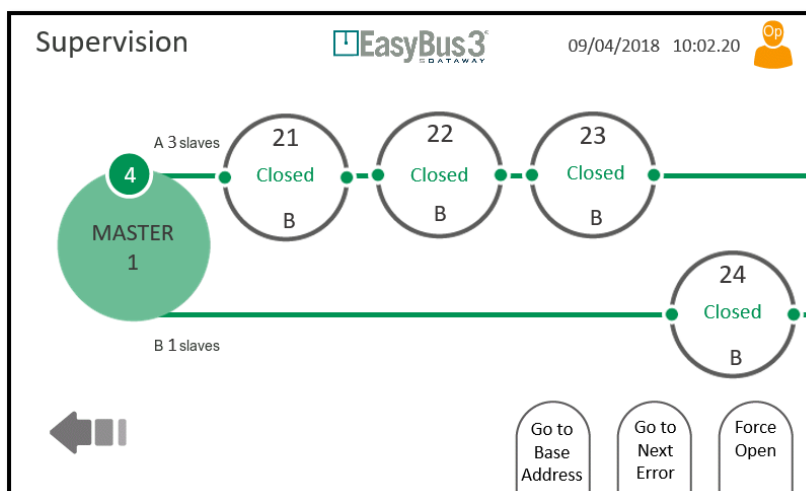 Supervision
EasyBus3
DATAWAY
09/04/2018 10:02.20
Op
A 3 slaves
4
MASTER
1
21
Closed
B
22
Closed
B
23
Closed
B
24
Closed
B
B 1 slaves
Go to
Base
Address
Go to
Next
Error
Force
Open